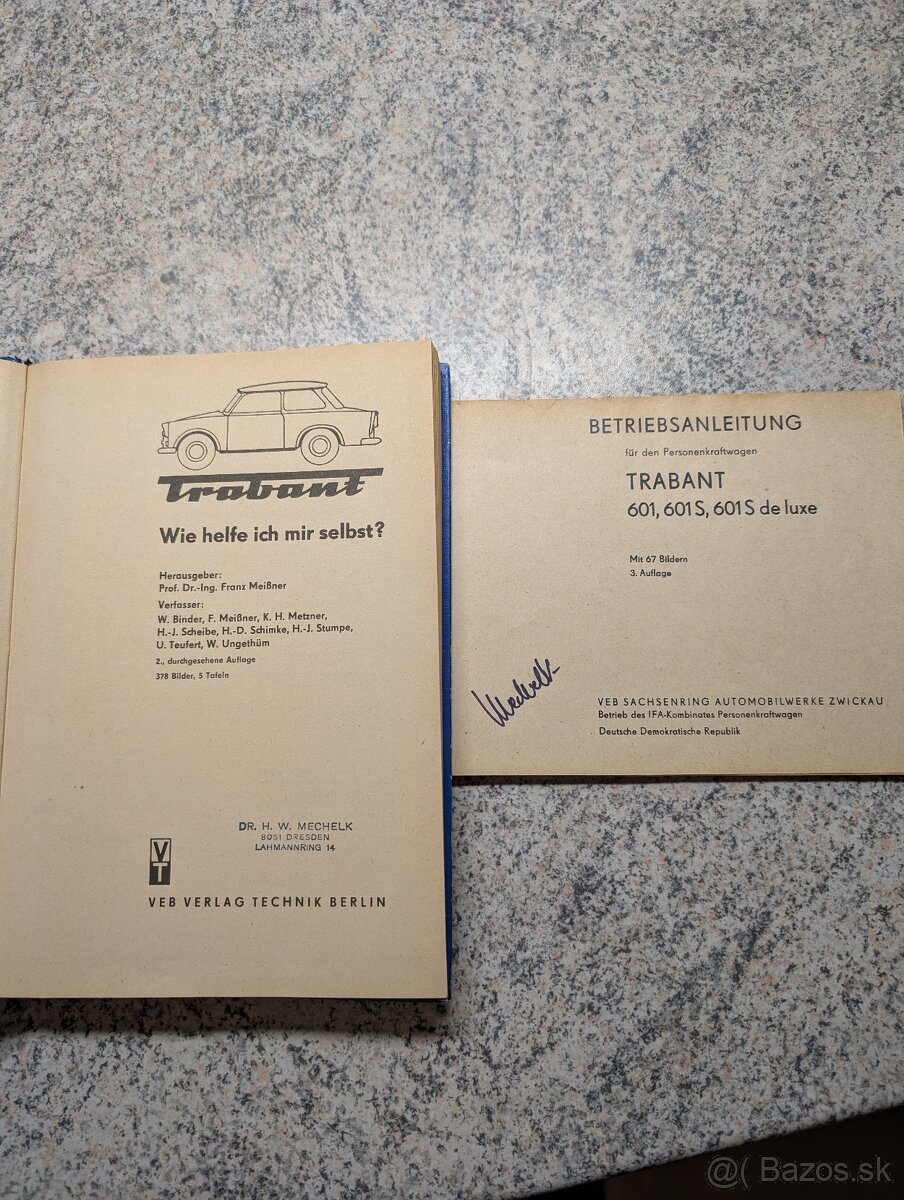 Trabant
Wie helfe ich mir selbst?
Herausgeber:
Prof. Dr.-Ing. Franz Meißner
Verfasser:
W. Binder, F. Meißner, K. H. Metzner,
H.-J. Scheibe, H.-D. Schimke, H.-J. Stumpe,
U. Teufert, W. Ungethüm
2., durchgesehene Auflage
378 Bilder, 5 Tafeln
DR. H. W. MECHELK
8051 DRESDEN
LAHMANNRING 14
VT
VEB VERLAG TECHNIK BERLIN
BETRIEBSANLEITUNG
für den Personenkraftwagen
TRABANT
601, 601 S, 601 S de luxe
Mit 67 Bildern
3. Auflage
Mechelk
VEB SACHSENRING AUTOMOBILWERKE ZWICKAU
Betrieb des IFA-Kombinates Personenkraftwagen
Deutsche Demokratische Republik
@( Bazos.sk